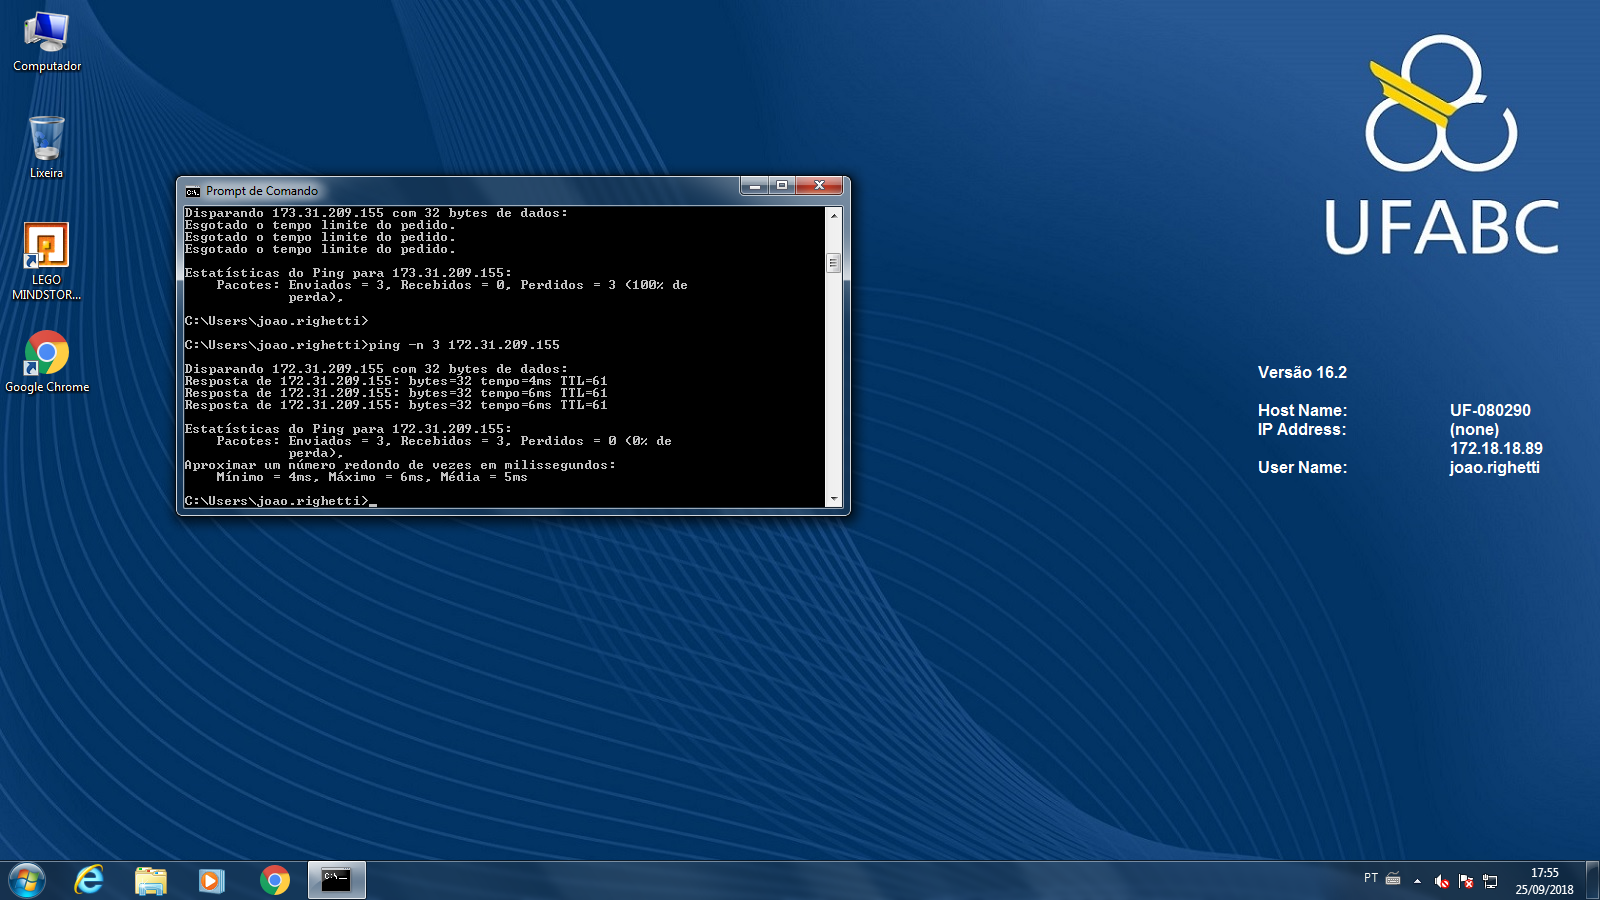 Computador
Lixeira
LEGO
MINDSTOR...
Google Chrome
Prompt de Comando
Disparando 173.31.209.155 com 32 bytes de dados:
Esgotado o tempo limite do pedido.
Esgotado o tempo limite do pedido.
Esgotado o tempo limite do pedido.
Estatísticas do Ping para 173.31.209.155:
Pacotes: Enviados = 3, Recebidos = 0, Perdidos = 3 (100% de
perda),
C:\Users\joao.righetti>
C:\Users\joao.righetti>ping -n 3 172.31.209.155
Disparando 172.31.209.155 com 32 bytes de dados:
Resposta de 172.31.209.155: bytes=32 tempo=4ms TTL=61
Resposta de 172.31.209.155: bytes=32 tempo=6ms TTL=61
Resposta de 172.31.209.155: bytes=32 tempo=6ms TTL=61
Estatísticas do Ping para 172.31.209.155:
Pacotes: Enviados = 3, Recebidos = 3, Perdidos = 0 (0% de
perda),
Aproximar um número redondo de vezes em milissegundos:
Mínimo = 4ms, Máximo = 6ms, Média = 5ms
C:\Users\joao.righetti>_
UFABC
Versão 16.2
Host Name: UF-080290
IP Address: (none)
172.18.18.89
User Name: joao.righetti
PT
17:55
25/09/2018